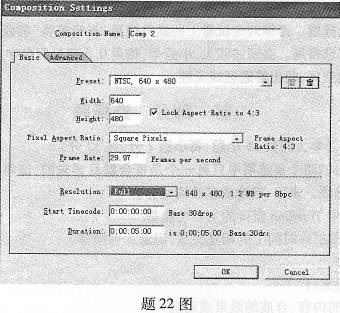 Composition Settings
Composition Name: Comp 2
Basic Advanced
Preset: NTSC, 640 x 480
Width: 640
Lock Aspect Ratio to 4:3
Height: 480
Pixel Aspect Ratio: Square Pixels Frame Aspect
Ratio: 4:3
Frame Rate: 29.97 Frames per second
Resolution: Full 640 x 480, 1.2 MB per 8bpc
Start Timecode: 0:00:00:00 Base 30drop
Duration: 0:00:05:00 is 0:00:05:00 Base 30dr
OK Cancel
题 22 图